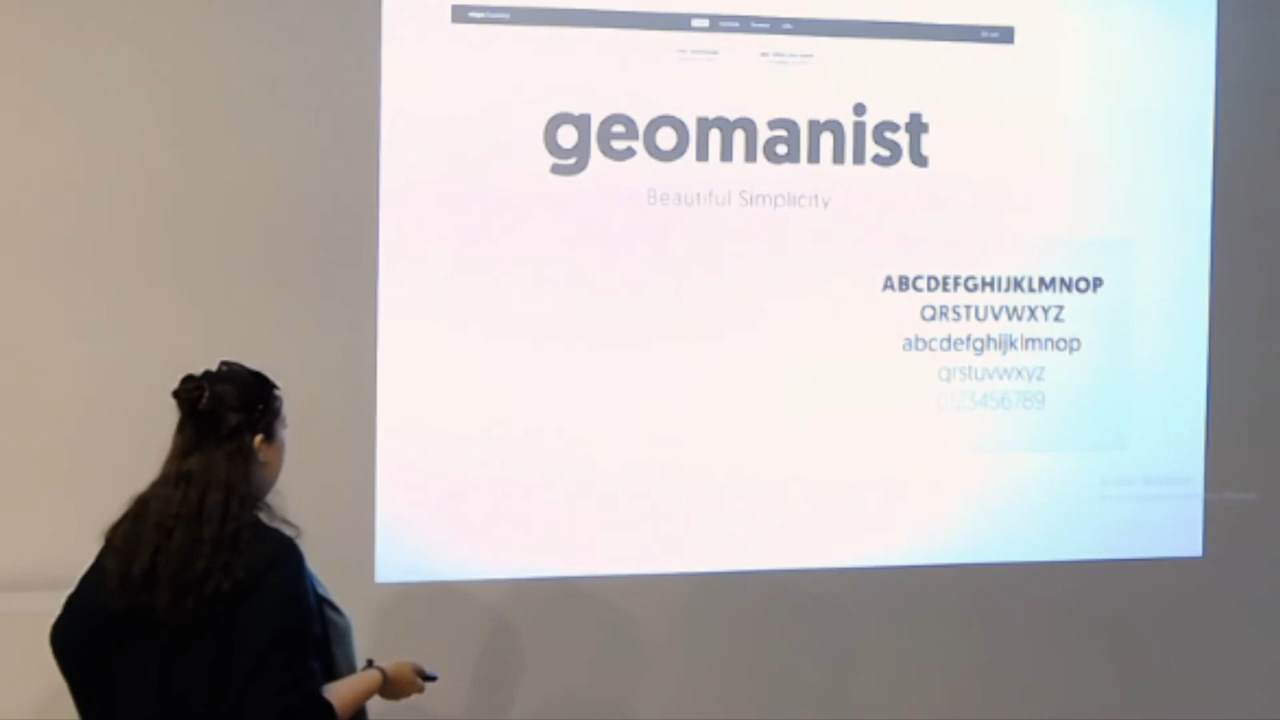 geomanist
Beautiful Simplicity
ABCDEFGHIJKLMNOP
QRSTUVWXYZ
abcdefghijklmnop
qrstuvwxyz
0123456789